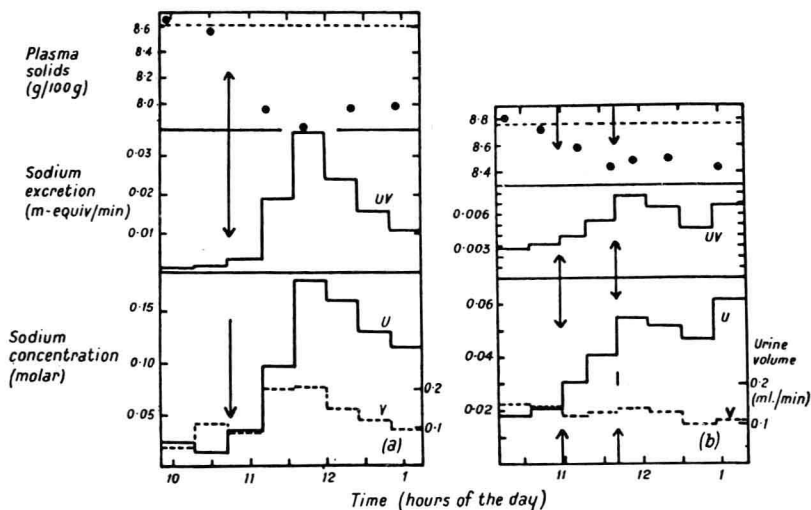 Plasma
solids
(g/100g)
8.6
8.4
8.2
8.0
Sodium
excretion
(m-equiv/min)
0.03
0.02
0.01
UV
Sodium
concentration
(molar)
0.15
0.10
0.05
U
V
0.2
0.1
(a)
10
11
12
1
8.8
8.6
8.4
0.006
0.003
UV
0.06
0.04
0.02
U
V
Urine
volume
(ml./min)
0.2
0.1
(b)
11
12
1
Time (hours of the day)